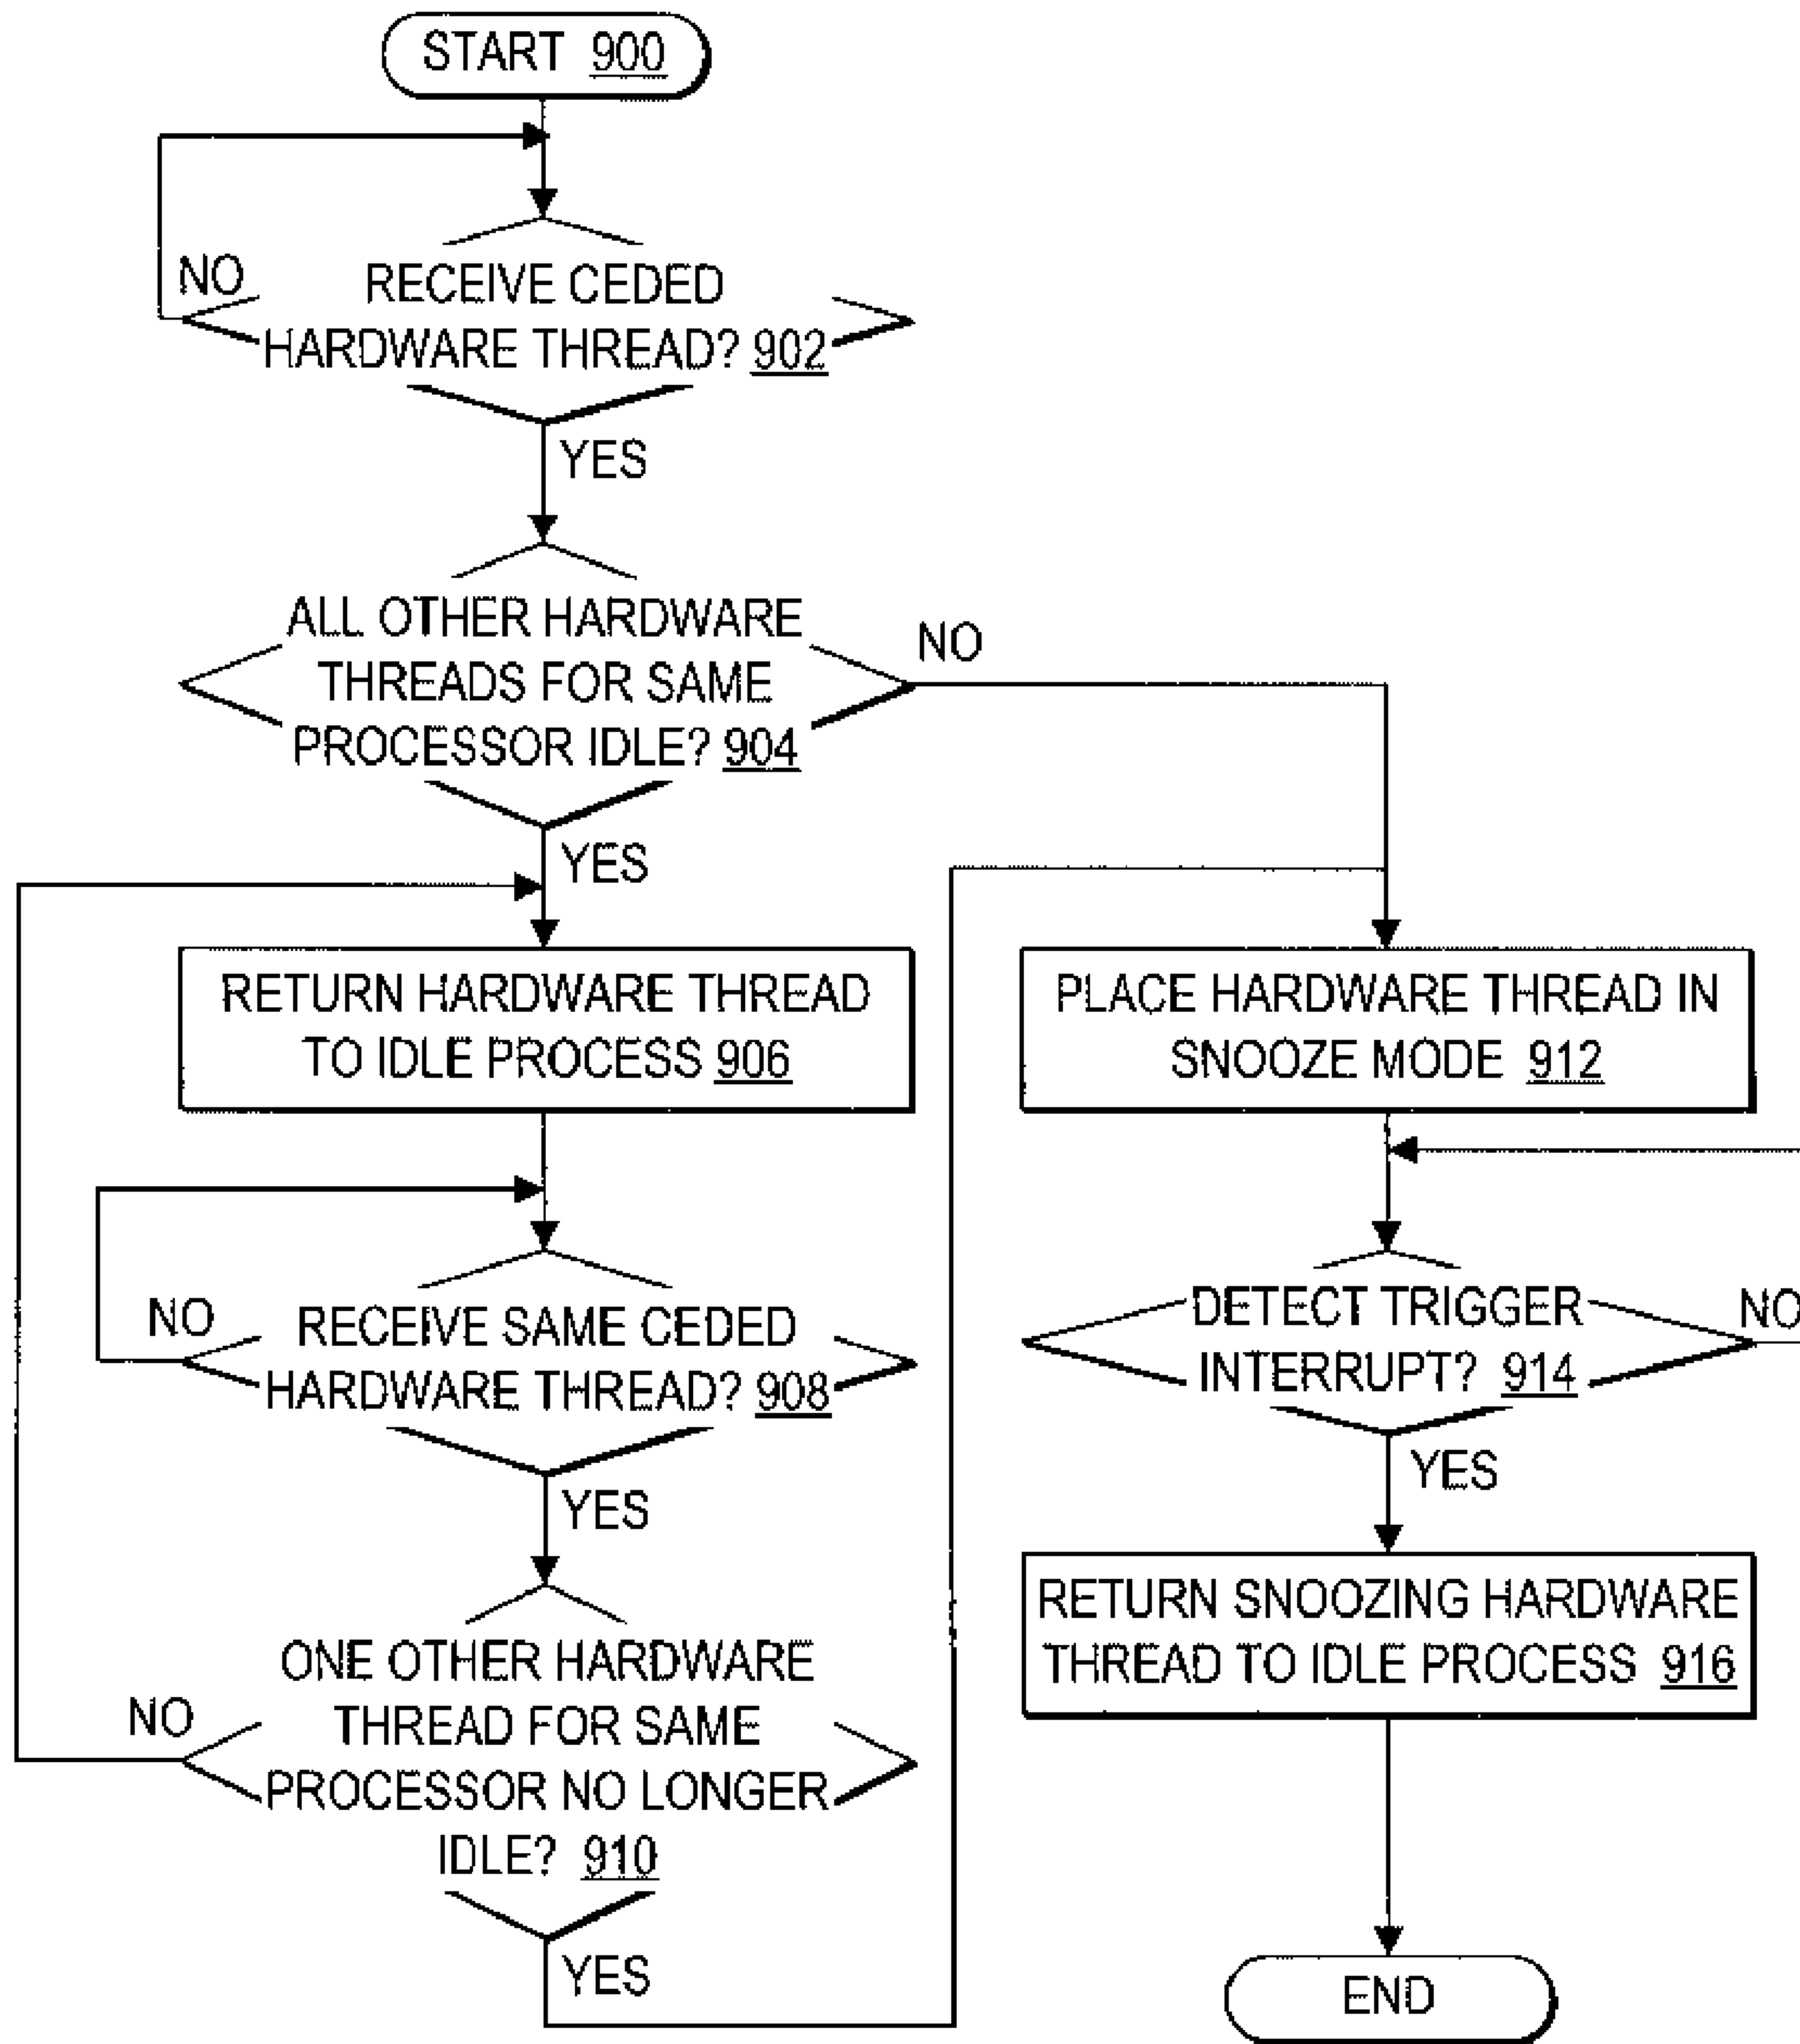 START 900
NO
RECEIVE CEDED
HARDWARE THREAD? 902
YES
ALL OTHER HARDWARE
THREADS FOR SAME
PROCESSOR IDLE? 904
NO
YES
RETURN HARDWARE THREAD
TO IDLE PROCESS 906
NO
RECEIVE SAME CEDED
HARDWARE THREAD? 908
YES
ONE OTHER HARDWARE
THREAD FOR SAME
PROCESSOR NO LONGER
IDLE? 910
NO
YES
PLACE HARDWARE THREAD IN
SNOOZE MODE 912
DETECT TRIGGER
INTERRUPT? 914
NO
YES
RETURN SNOOZING HARDWARE
THREAD TO IDLE PROCESS 916
END